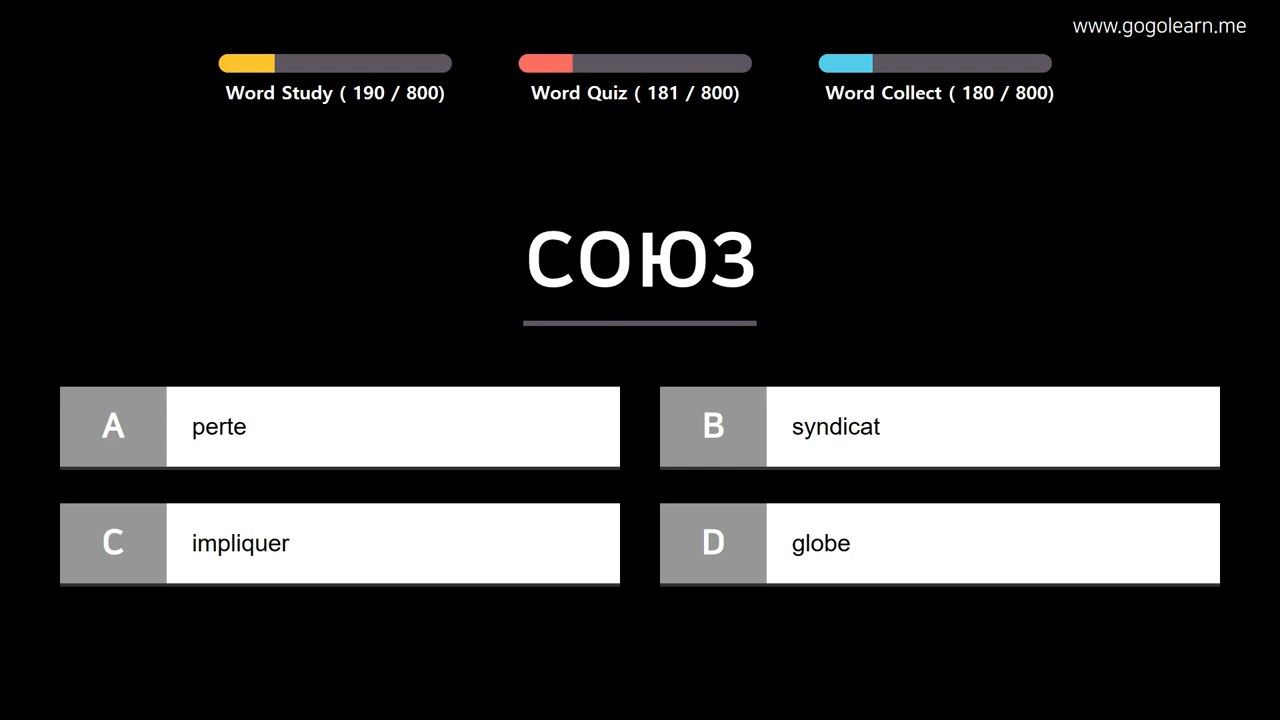 www.gogolearn.me
Word Study ( 190 / 800)
Word Quiz ( 181 / 800)
Word Collect ( 180 / 800)
союз
A
perte
B
syndicat
C
impliquer
D
globe